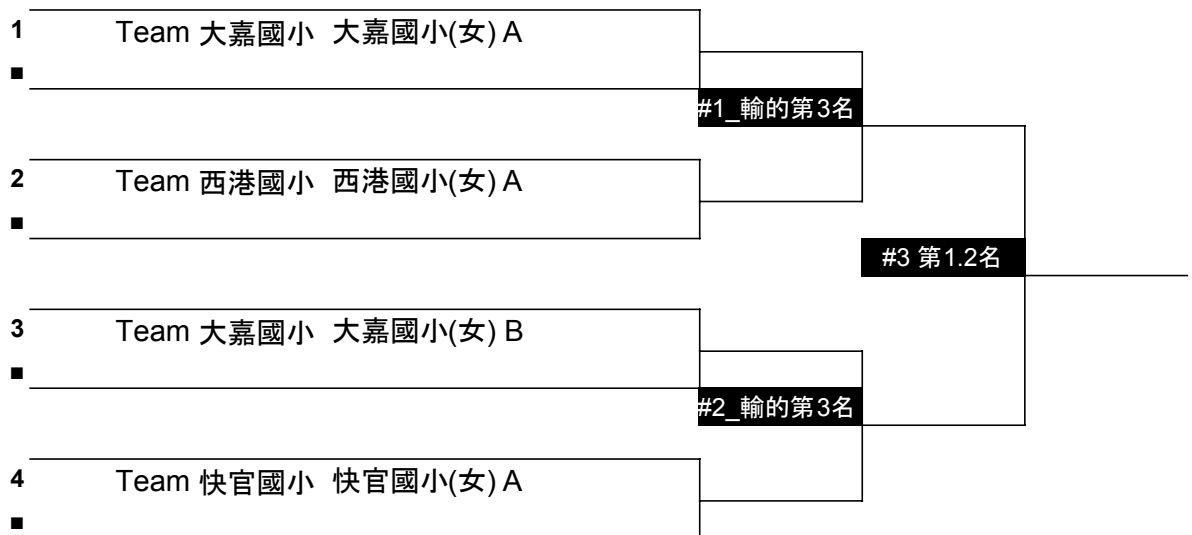 1 Team 大嘉國小 大嘉國小(女) A
■
#1_輸的第3名
2 Team 西港國小 西港國小(女) A
■
#3 第1.2名
3 Team 大嘉國小 大嘉國小(女) B
■
#2_輸的第3名
4 Team 快官國小 快官國小(女) A
■